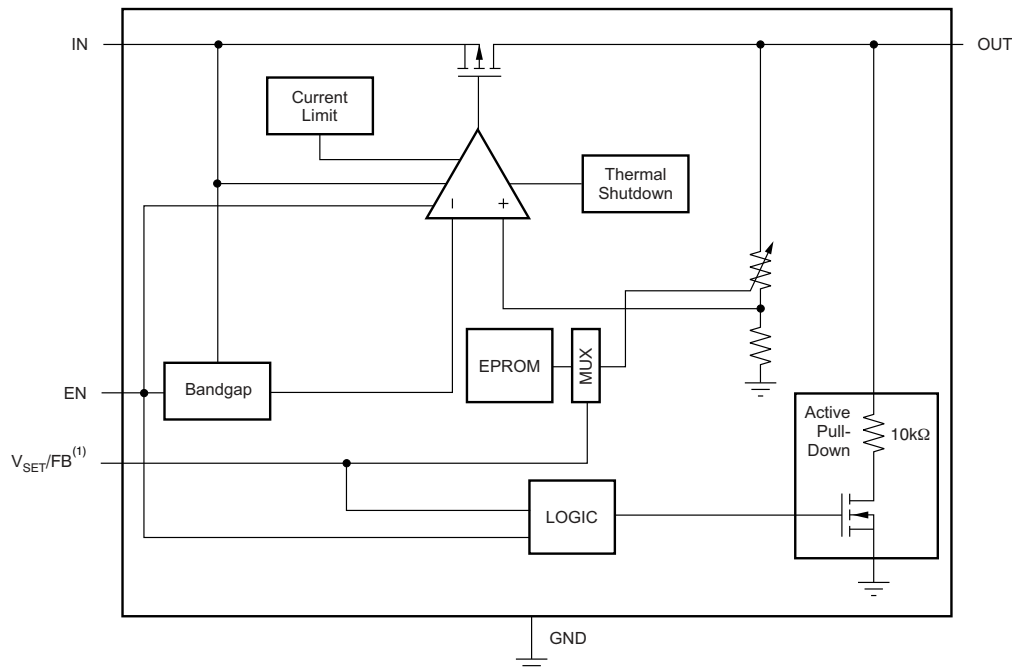 IN
OUT
Current
Limit
Thermal
Shutdown
− +
EPROM
MUX
EN
Bandgap
Active
Pull-
Down
10kΩ
V_SET/FB(1)
LOGIC
GND